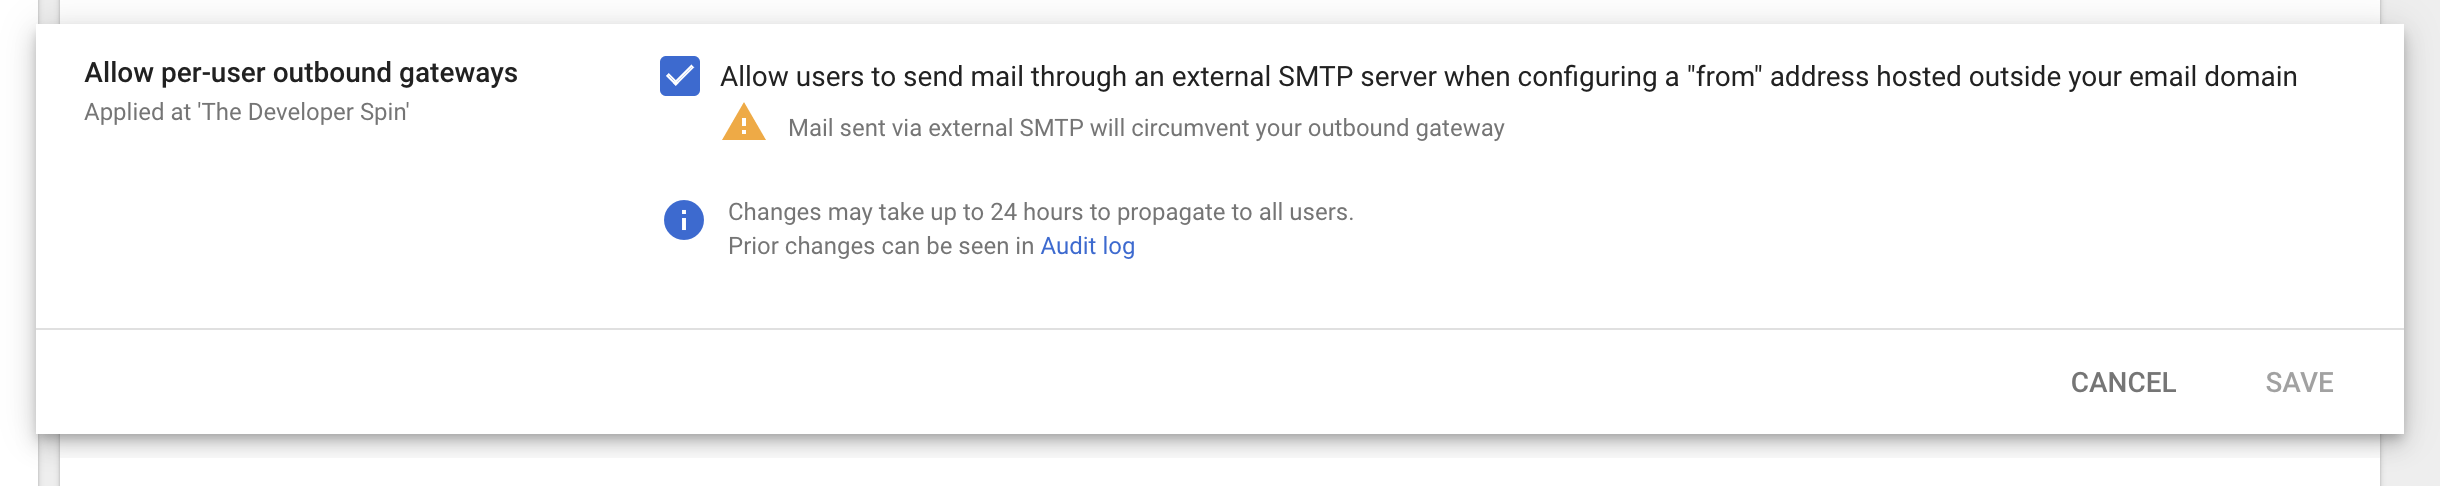 Allow per-user outbound gateways
Applied at 'The Developer Spin'
Allow users to send mail through an external SMTP server when configuring a "from" address hosted outside your email domain
Mail sent via external SMTP will circumvent your outbound gateway
Changes may take up to 24 hours to propagate to all users.
Prior changes can be seen in Audit log
CANCEL
SAVE